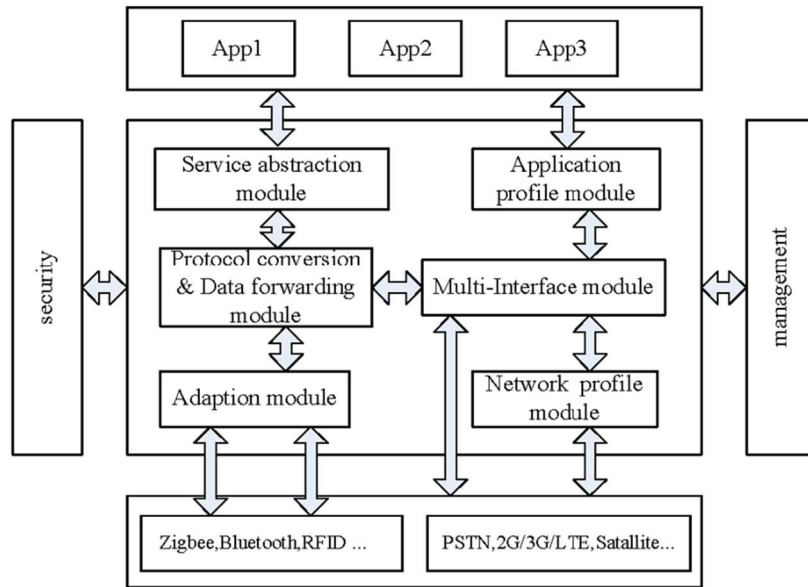 App1
App2
App3
security
Service abstraction
module
Application
profile module
Protocol conversion
& Data forwarding
module
Multi-Interface module
management
Adaption module
Network profile
module
Zigbee,Bluetooth,RFID ...
PSTN,2G/3G/LTE,Satallite...